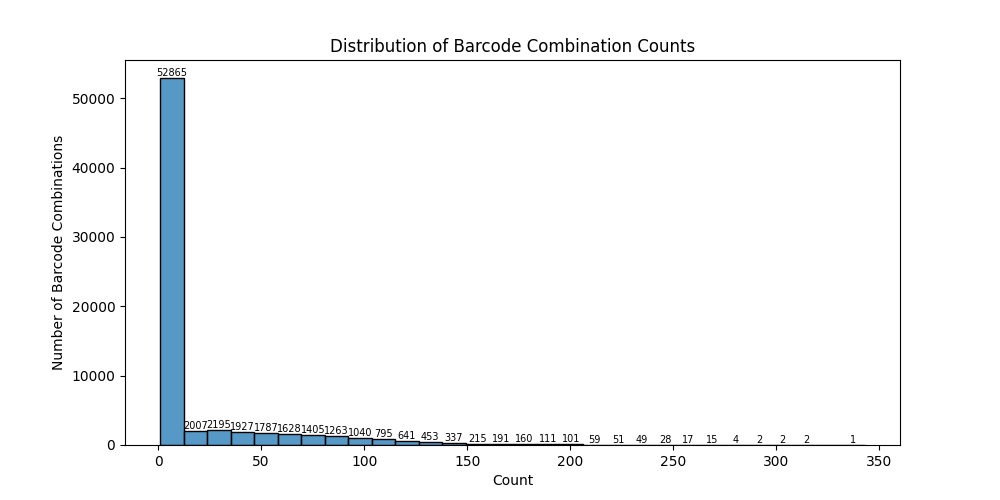 Distribution of Barcode Combination Counts
Number of Barcode Combinations
50000
40000
30000
20000
10000
0
52865
2007 2195 1927 1787 1628 1405 1263 1040 795 641 453 337 215 191 160 111 101 59 51 49 28 17 15 4 2 2 2 1
0 50 100 150 200 250 300 350
Count